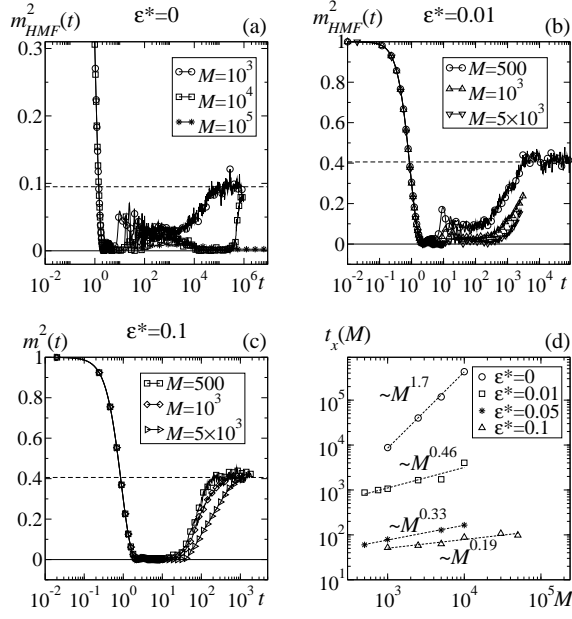 m²_HMF(t) ε*=0 (a)
0.3
0.2
0.1
0
M=10³
M=10⁴
M=10⁵
10⁻² 10⁰ 10² 10⁴ 10⁶ t
m²_HMF(t) ε*=0.01 (b)
1
0.8
0.6
0.4
0.2
0
M=500
M=10³
M=5×10³
10⁻² 10⁻¹ 10⁰ 10¹ 10² 10³ 10⁴ t
m²(t) ε*=0.1 (c)
1
0.8
0.6
0.4
0.2
0
M=500
M=10³
M=5×10³
10⁻² 10⁻¹ 10⁰ 10¹ 10² 10³ t
tₓ(M) (d)
10⁶
10⁵
10⁴
10³
10²
10¹
ε*=0
ε*=0.01
ε*=0.05
ε*=0.1
~M^1.7
~M^0.46
~M^0.33
~M^0.19
10³ 10⁴ 10⁵ M